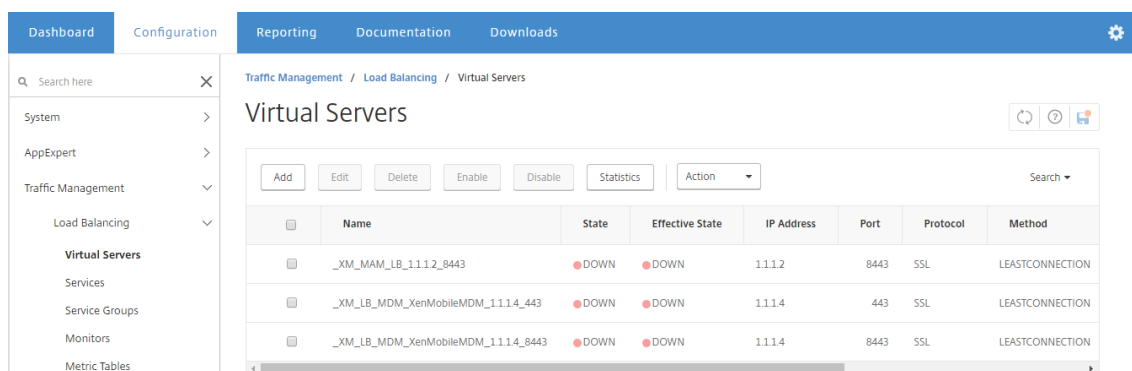 Dashboard Configuration Reporting Documentation Downloads
Search here
System
AppExpert
Traffic Management
Load Balancing
Virtual Servers
Services
Service Groups
Monitors
Metric Tables
Traffic Management / Load Balancing / Virtual Servers
Virtual Servers
Add Edit Delete Enable Disable Statistics Action Search
Name State Effective State IP Address Port Protocol Method
_XM_MAM_LB_1.1.1.2_8443 DOWN DOWN 1.1.1.2 8443 SSL LEASTCONNECTION
_XM_LB_MDM_XenMobileMDM_1.1.1.4_443 DOWN DOWN 1.1.1.4 443 SSL LEASTCONNECTION
_XM_LB_MDM_XenMobileMDM_1.1.1.4_8443 DOWN DOWN 1.1.1.4 8443 SSL LEASTCONNECTION